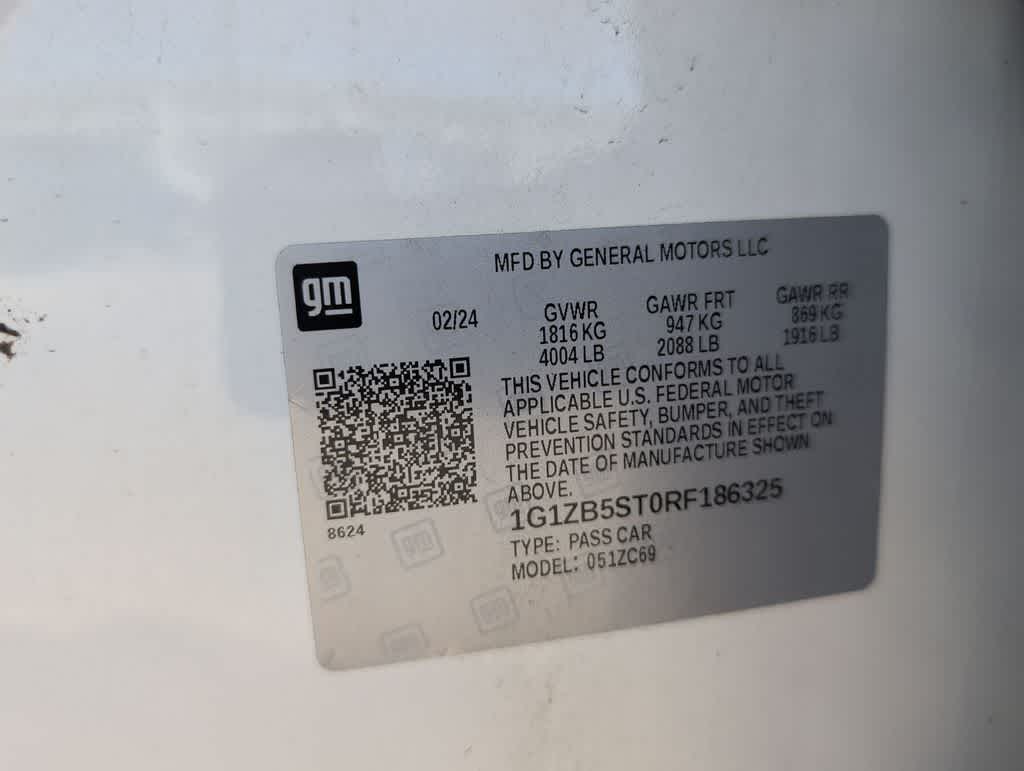 gm
MFD BY GENERAL MOTORS LLC
02/24
GVWR
1816 KG
4004 LB
GAWR FRT
947 KG
2088 LB
GAWR RR
869 KG
1916 LB
THIS VEHICLE CONFORMS TO ALL
APPLICABLE U.S. FEDERAL MOTOR
VEHICLE SAFETY, BUMPER, AND THEFT
PREVENTION STANDARDS IN EFFECT ON
THE DATE OF MANUFACTURE SHOWN
ABOVE.
8624
1G1ZB5ST0RF186325
TYPE: PASS CAR
MODEL: 051ZC69
gm
gm